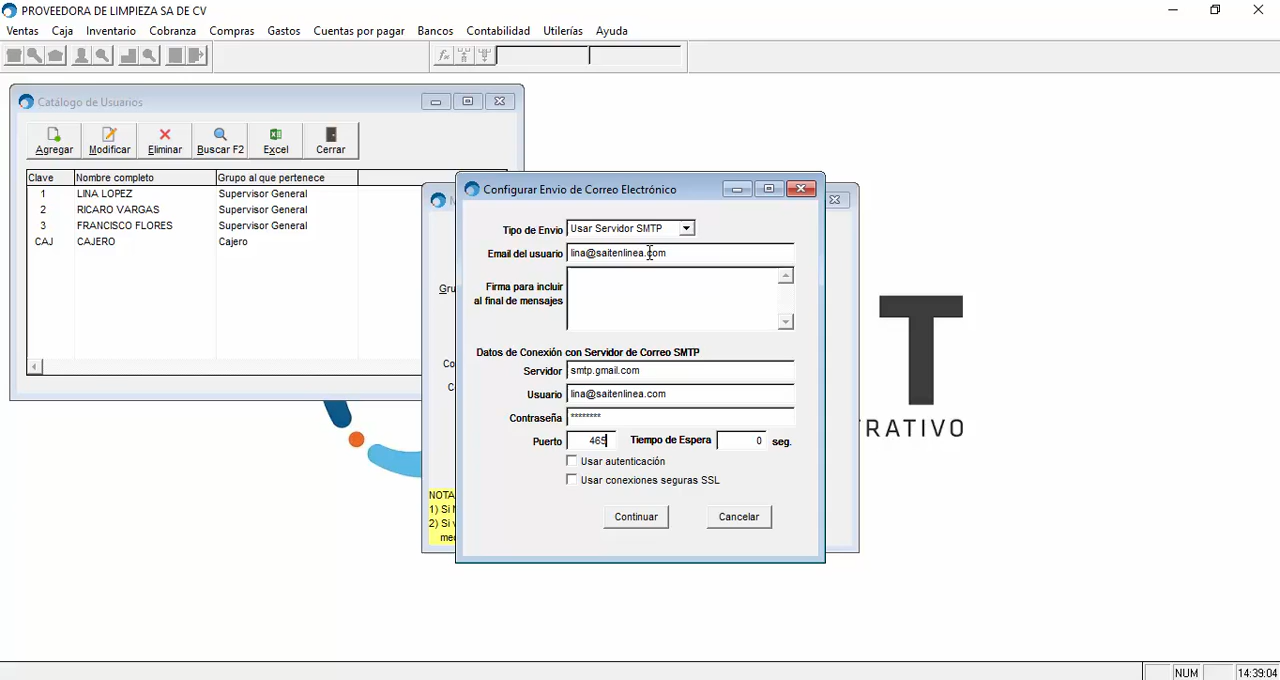 PROVEEDORA DE LIMPIEZA SA DE CV
Ventas Caja Inventario Cobranza Compras Gastos Cuentas por pagar Bancos Contabilidad Utilerías Ayuda
Catálogo de Usuarios
Agregar Modificar Eliminar Buscar F2 Excel Cerrar
Clave Nombre completo Grupo al que pertenece
1 LINA LOPEZ Supervisor General
2 RICARO VARGAS Supervisor General
3 FRANCISCO FLORES Supervisor General
CAJ CAJERO Cajero
Configurar Envio de Correo Electrónico
Tipo de Envio Usar Servidor SMTP
Email del usuario lina@saitenlinea.com
Firma para incluir
al final de mensajes
Datos de Conexión con Servidor de Correo SMTP
Servidor smtp.gmail.com
Usuario lina@saitenlinea.com
Contraseña ********
Puerto 465 Tiempo de Espera 0 seg.
Usar autenticación
Usar conexiones seguras SSL
Continuar Cancelar
NOTA
1) Si
2) Si
T
TRATIVO
NUM 14:39:04